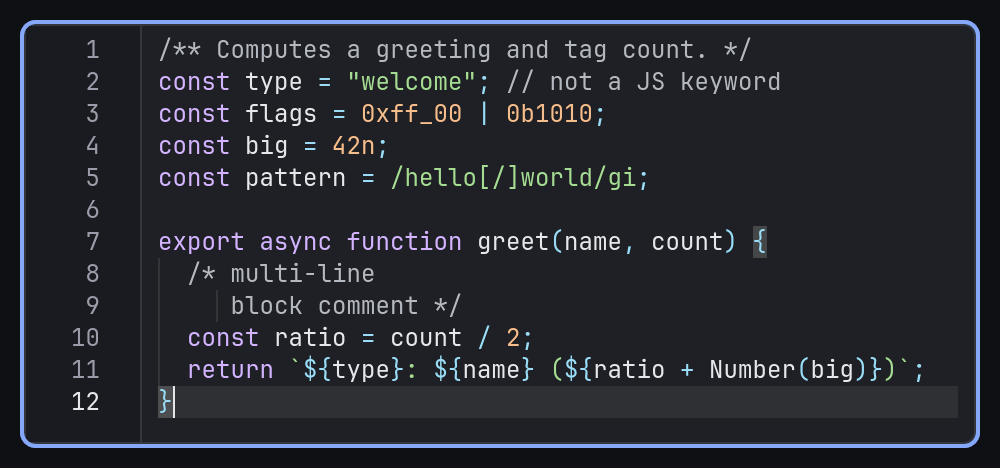 1 /** Computes a greeting and tag count. */
2 const type = "welcome"; // not a JS keyword
3 const flags = 0xff_00 | 0b1010;
4 const big = 42n;
5 const pattern = /hello[/]world/gi;
6
7 export async function greet(name, count) {
8   /* multi-line
9      block comment */
10   const ratio = count / 2;
11   return `${type}: ${name} (${ratio + Number(big)})`;
12 }